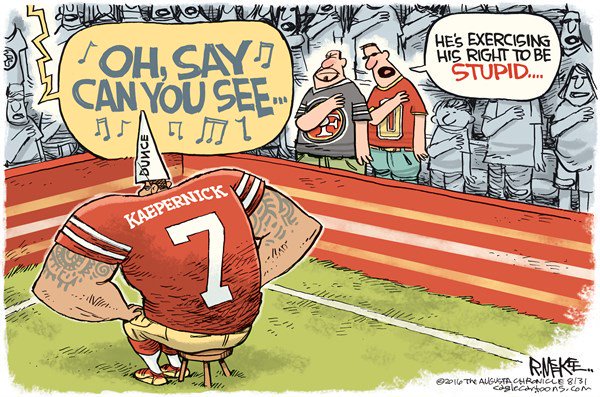 OH, SAY
CAN YOU SEE...
HE'S EXERCISING
HIS RIGHT TO BE
STUPID....
DUNCE
KAEPERNICK
7
RMCKEE..
©2016 THE AUGUSTA CHRONICLE 8/31
caglecartoons.com